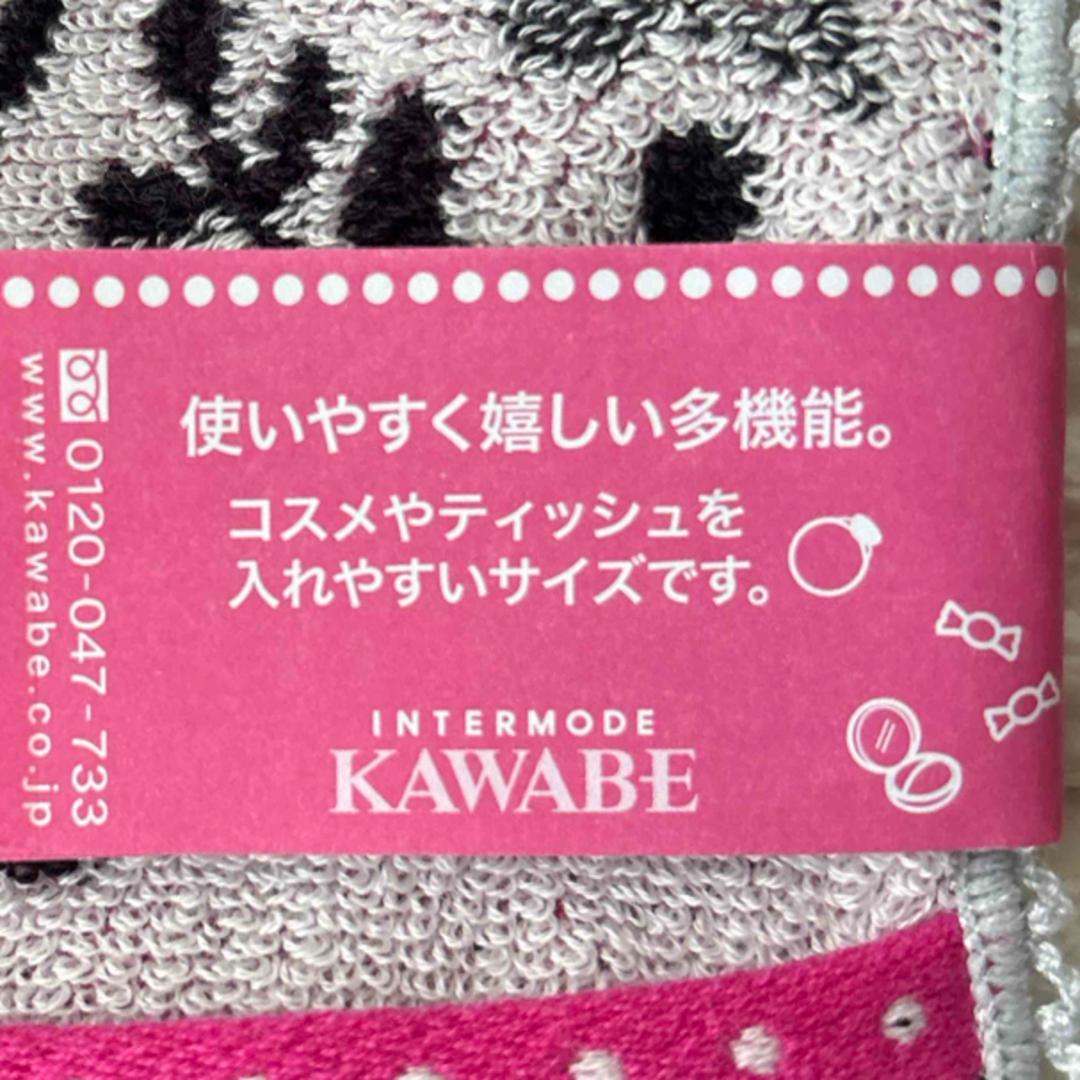 使いやすく嬉しい多機能。
コスメやティッシュを
入れやすいサイズです。
INTERMODE
KAWABE
0120-047-733
www.kawabe.co.jp